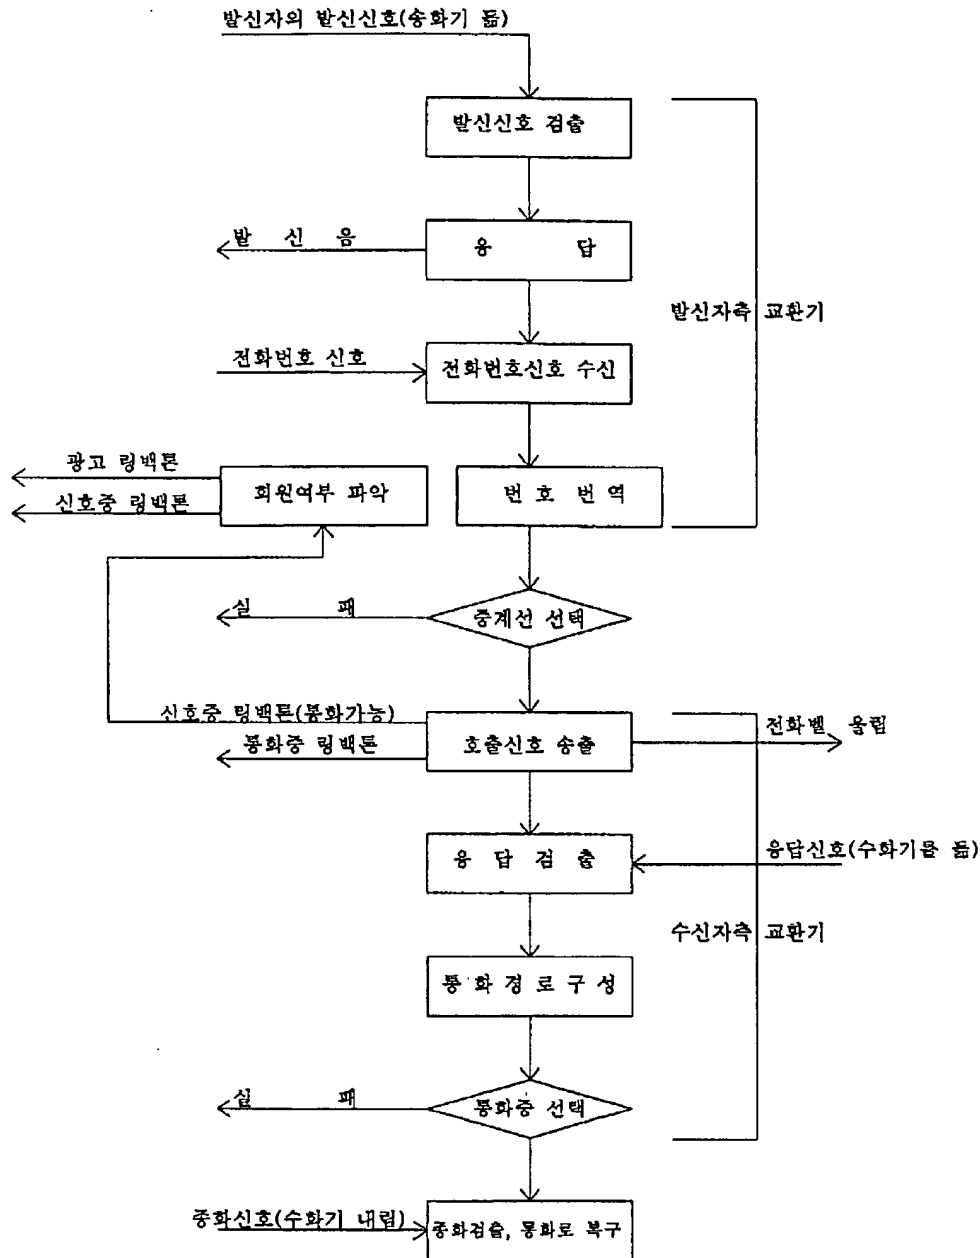 발신자의 발신신호(송화기 듦)
발신신호 검출
발 신 음
응 답
발신자측 교환기
전화번호 신호
전화번호신호 수신
광고 링백톤
신호중 링백톤
회원여부 파악
번 호 번 역
실 패
중계선 선택
신호중 링백톤(통화가능)
통화중 링백톤
호출신호 송출
전화벨 울림
응 답 검 출
응답신호(수화기를 듦)
수신자측 교환기
통 화 경 로 구 성
실 패
통화중 선택
종화신호(수화기 내림)
종화검출, 통화로 복구